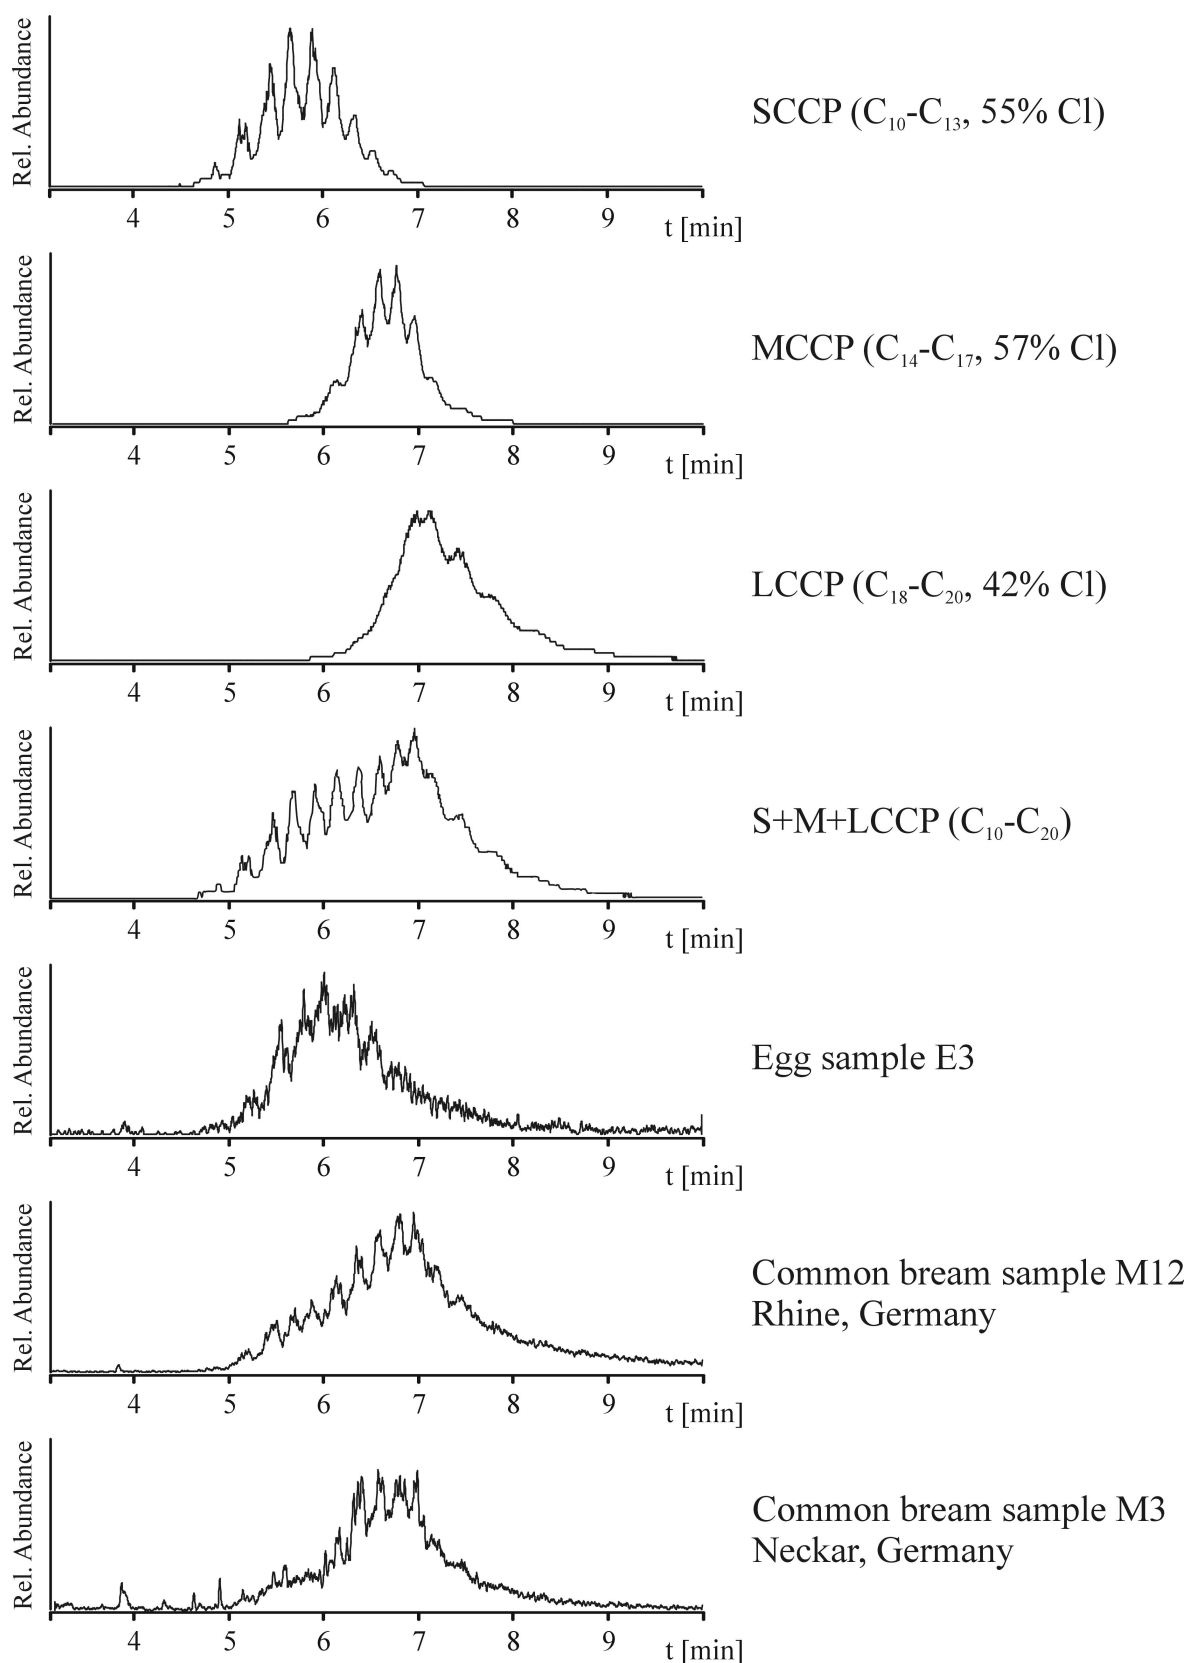 Rel. Abundance
SCCP (C₁₀-C₁₃, 55% Cl)
4 5 6 7 8 9
t [min]
Rel. Abundance
MCCP (C₁₄-C₁₇, 57% Cl)
4 5 6 7 8 9
t [min]
Rel. Abundance
LCCP (C₁₈-C₂₀, 42% Cl)
4 5 6 7 8 9
t [min]
Rel. Abundance
S+M+LCCP (C₁₀-C₂₀)
4 5 6 7 8 9
t [min]
Rel. Abundance
Egg sample E3
4 5 6 7 8 9
t [min]
Rel. Abundance
Common bream sample M12
Rhine, Germany
4 5 6 7 8 9
t [min]
Rel. Abundance
Common bream sample M3
Neckar, Germany
4 5 6 7 8 9
t [min]